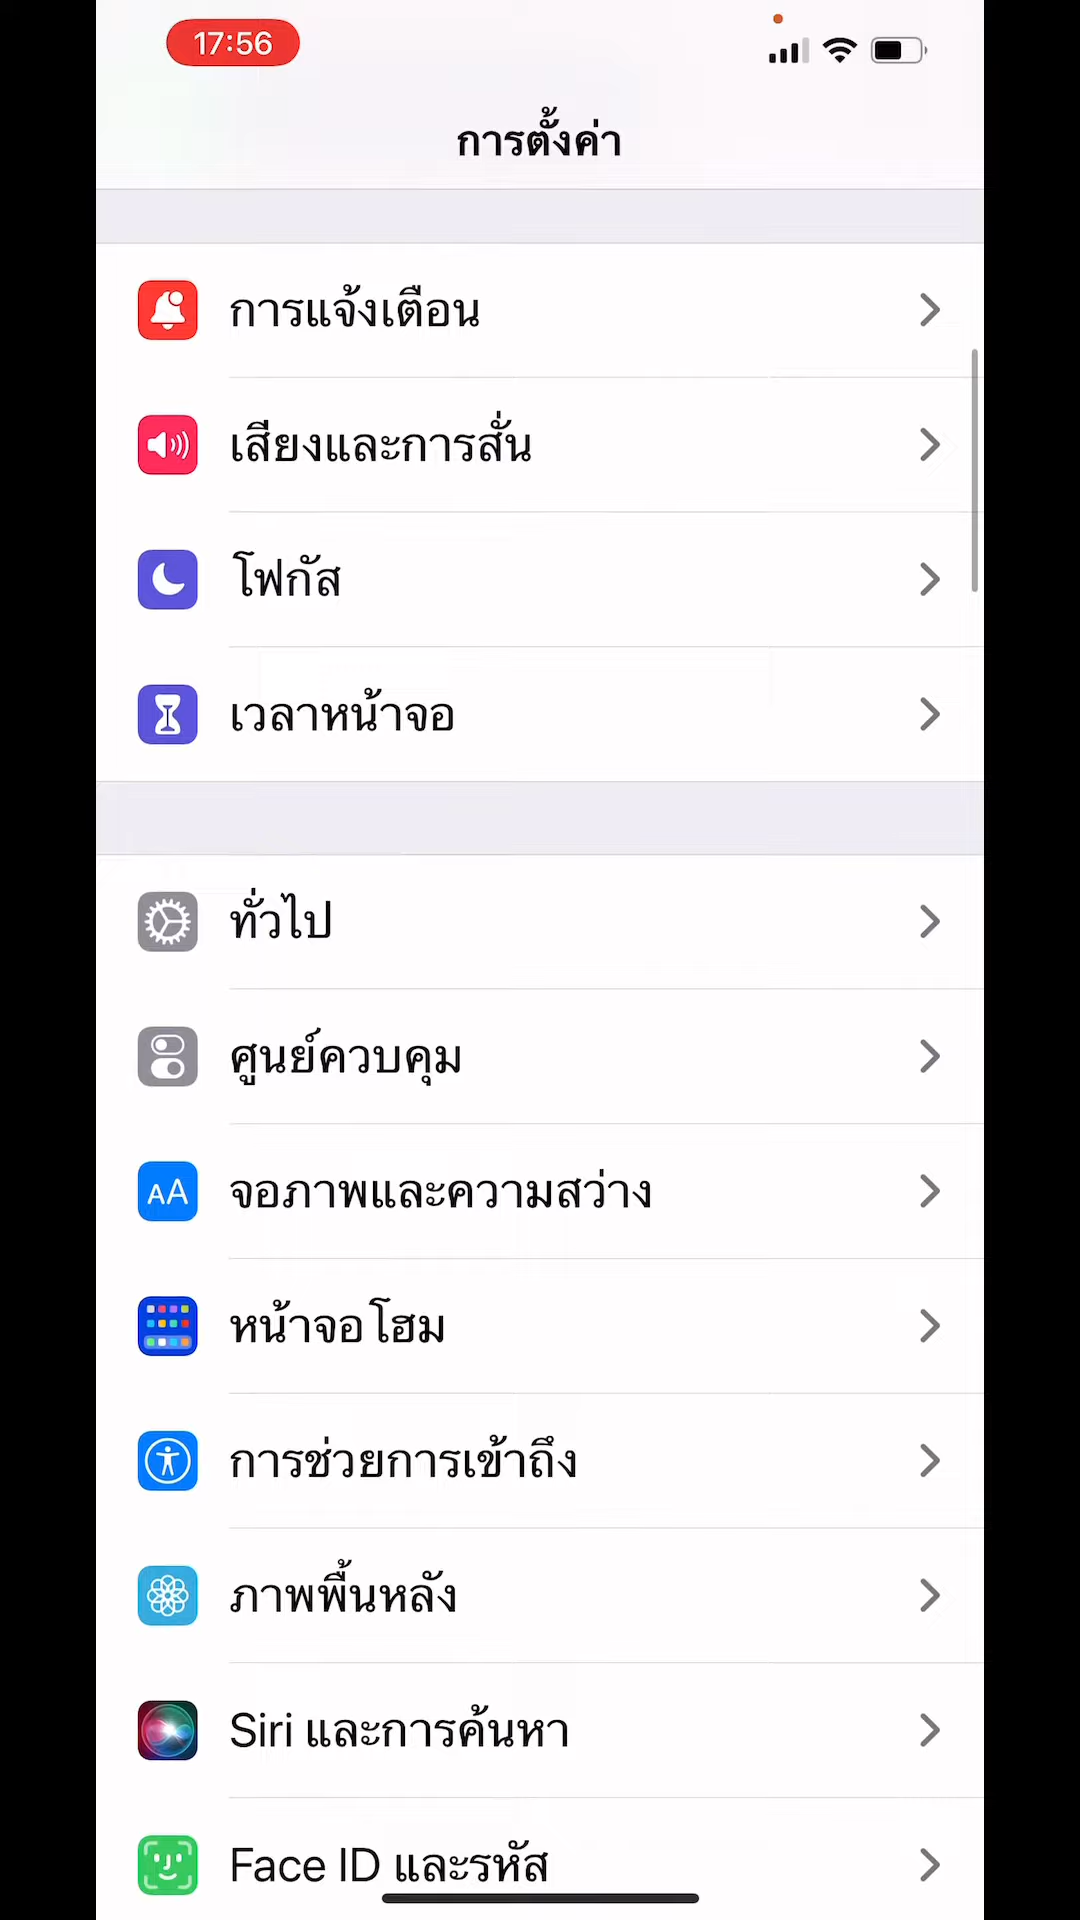 17:56
การตั้งค่า
การแจ้งเตือน
เสียงและการสั่น
โฟกัส
เวลาหน้าจอ
ทั่วไป
ศูนย์ควบคุม
AA จอภาพและความสว่าง
หน้าจอโฮม
การช่วยการเข้าถึง
ภาพพื้นหลัง
Siri และการค้นหา
Face ID และรหัส